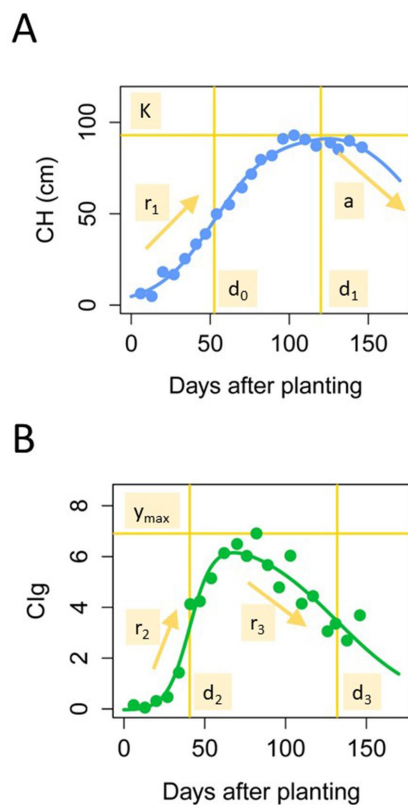 A
K
r₁
a
d₀
d₁
CH (cm)
0
50
100
0
50
100
150
Days after planting
B
yₘₐₓ
r₂
r₃
d₂
d₃
CIg
0
2
4
6
8
0
50
100
150
Days after planting